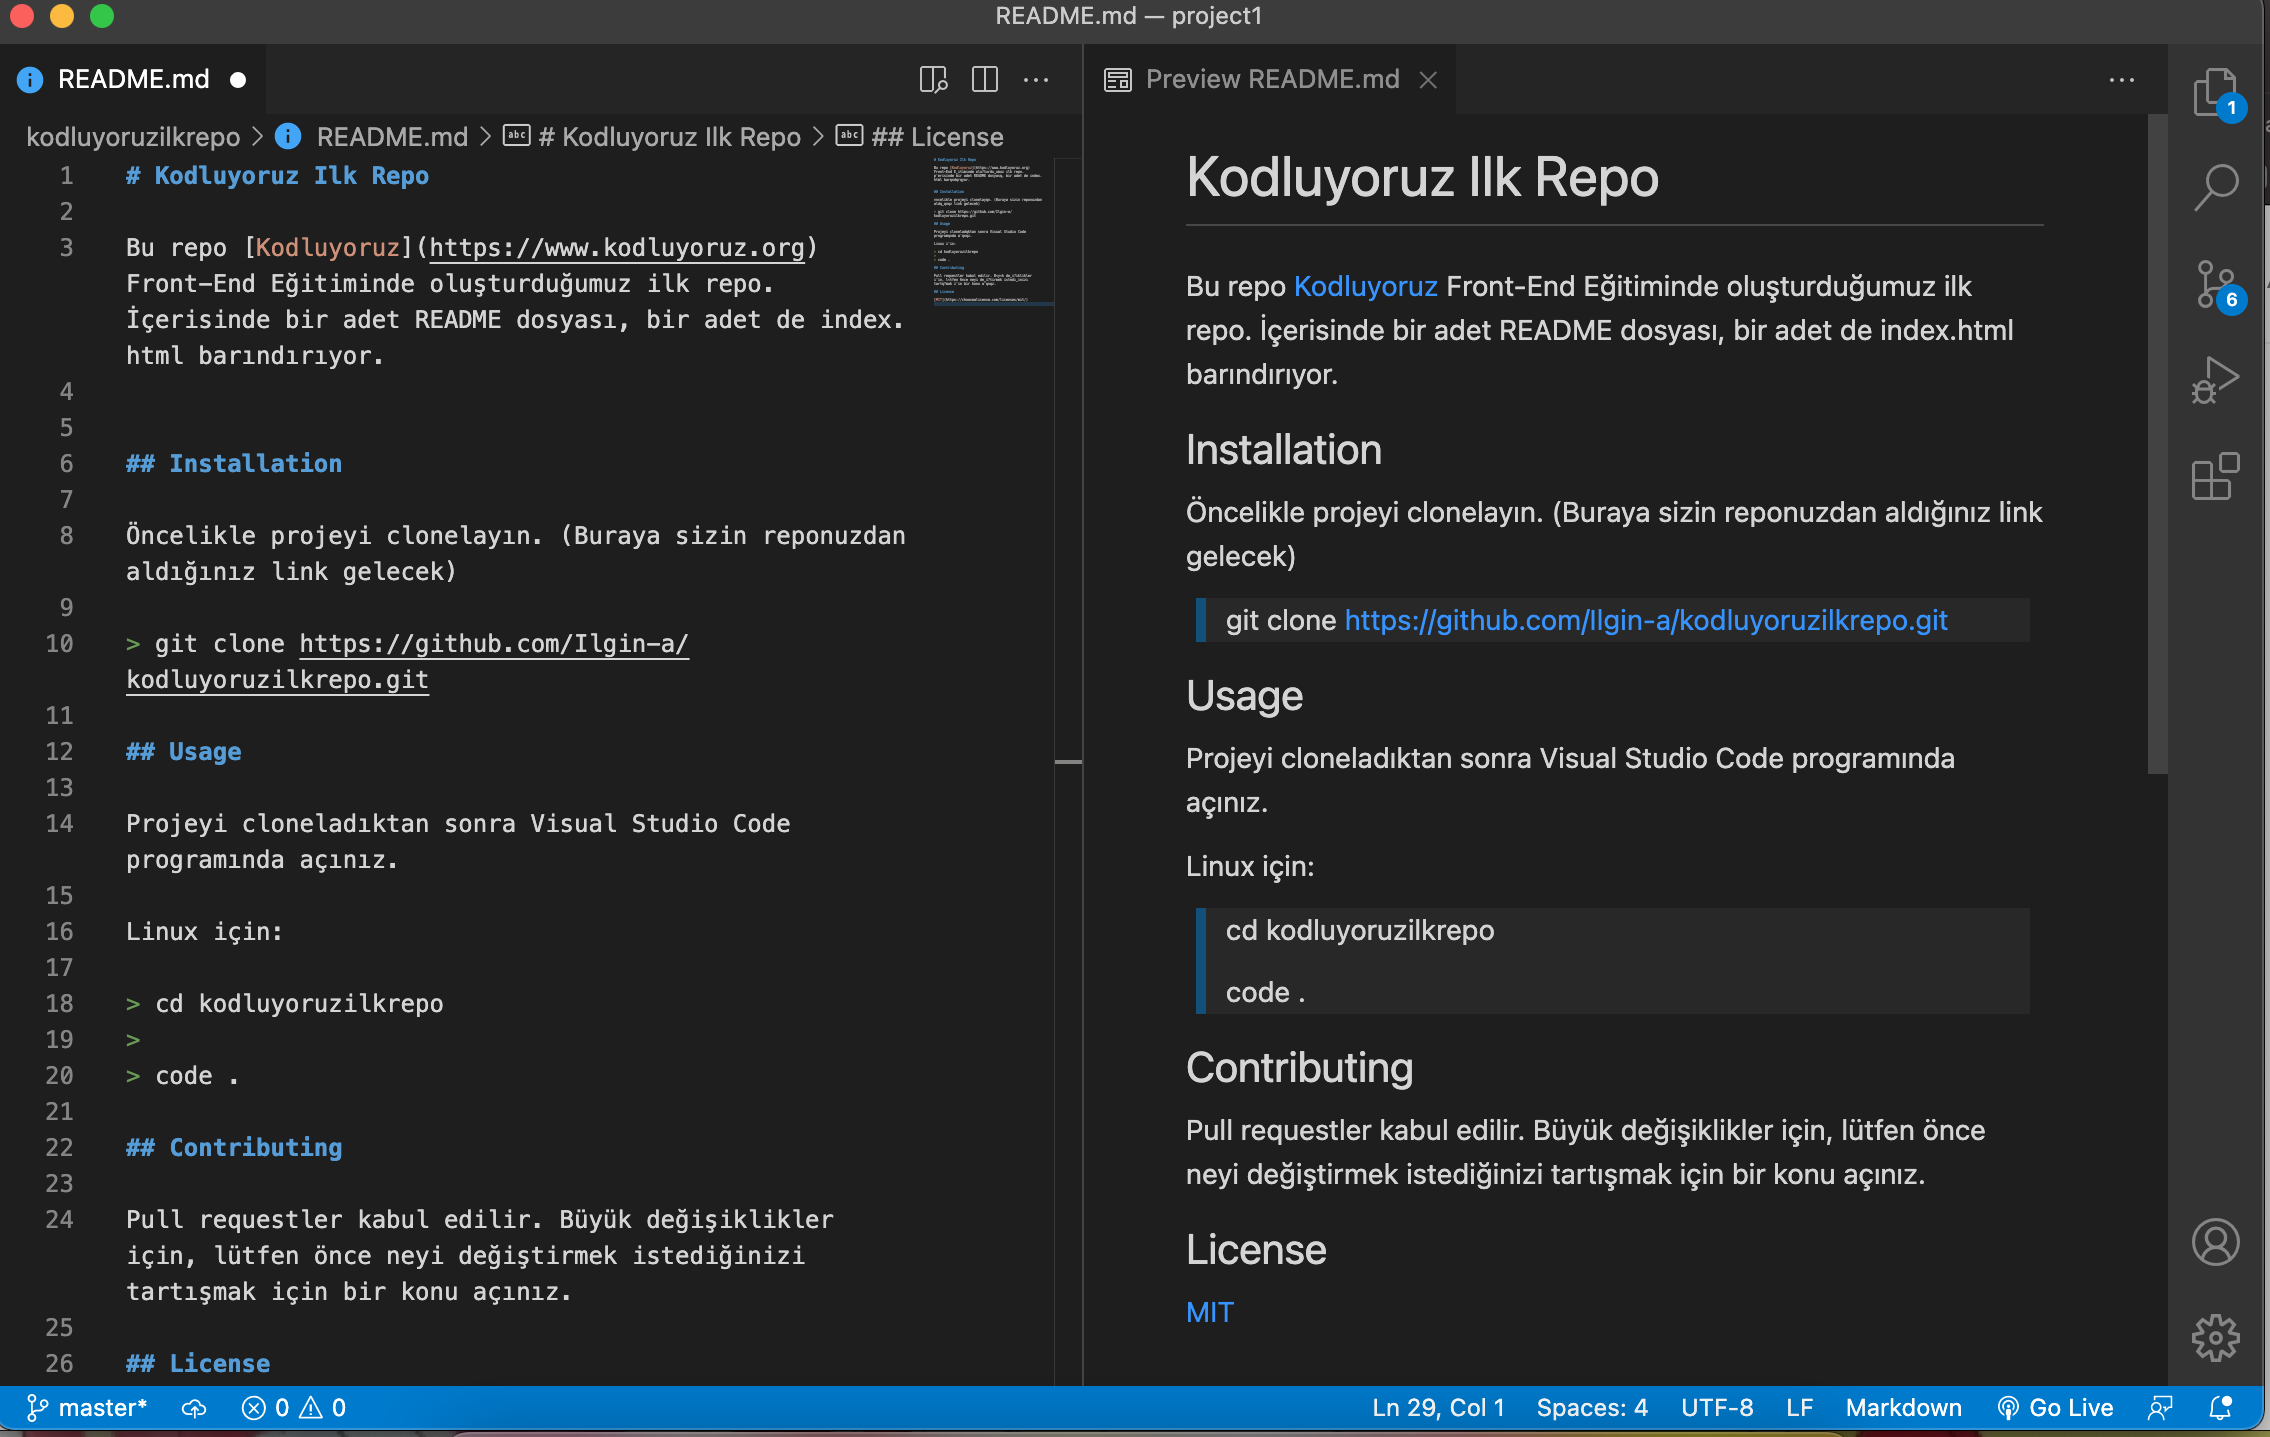 README.md — project1
README.md
Preview README.md
kodluyoruzilkrepo > README.md > # Kodluyoruz Ilk Repo > ## License
1 # Kodluyoruz Ilk Repo
2
3 Bu repo [Kodluyoruz](https://www.kodluyoruz.org)
Front-End Eğitiminde oluşturduğumuz ilk repo.
İçerisinde bir adet README dosyası, bir adet de index.
html barındırıyor.
4
5
6 ## Installation
7
8 Öncelikle projeyi clonelayın. (Buraya sizin reponuzdan
aldığınız link gelecek)
9
10 > git clone https://github.com/Ilgin-a/
kodluyoruzilkrepo.git
11
12 ## Usage
13
14 Projeyi cloneladıktan sonra Visual Studio Code
programında açınız.
15
16 Linux için:
17
18 > cd kodluyoruzilkrepo
19 >
20 > code .
21
22 ## Contributing
23
24 Pull requestler kabul edilir. Büyük değişiklikler
için, lütfen önce neyi değiştirmek istediğinizi
tartışmak için bir konu açınız.
25
26 ## License
Kodluyoruz Ilk Repo
Bu repo Kodluyoruz Front-End Eğitiminde oluşturduğumuz ilk
repo. İçerisinde bir adet README dosyası, bir adet de index.html
barındırıyor.
Installation
Öncelikle projeyi clonelayın. (Buraya sizin reponuzdan aldığınız link
gelecek)
git clone https://github.com/Ilgin-a/kodluyoruzilkrepo.git
Usage
Projeyi cloneladıktan sonra Visual Studio Code programında
açınız.
Linux için:
cd kodluyoruzilkrepo
code .
Contributing
Pull requestler kabul edilir. Büyük değişiklikler için, lütfen önce
neyi değiştirmek istediğinizi tartışmak için bir konu açınız.
License
MIT
1
6
master* 0 0 Ln 29, Col 1 Spaces: 4 UTF-8 LF Markdown Go Live